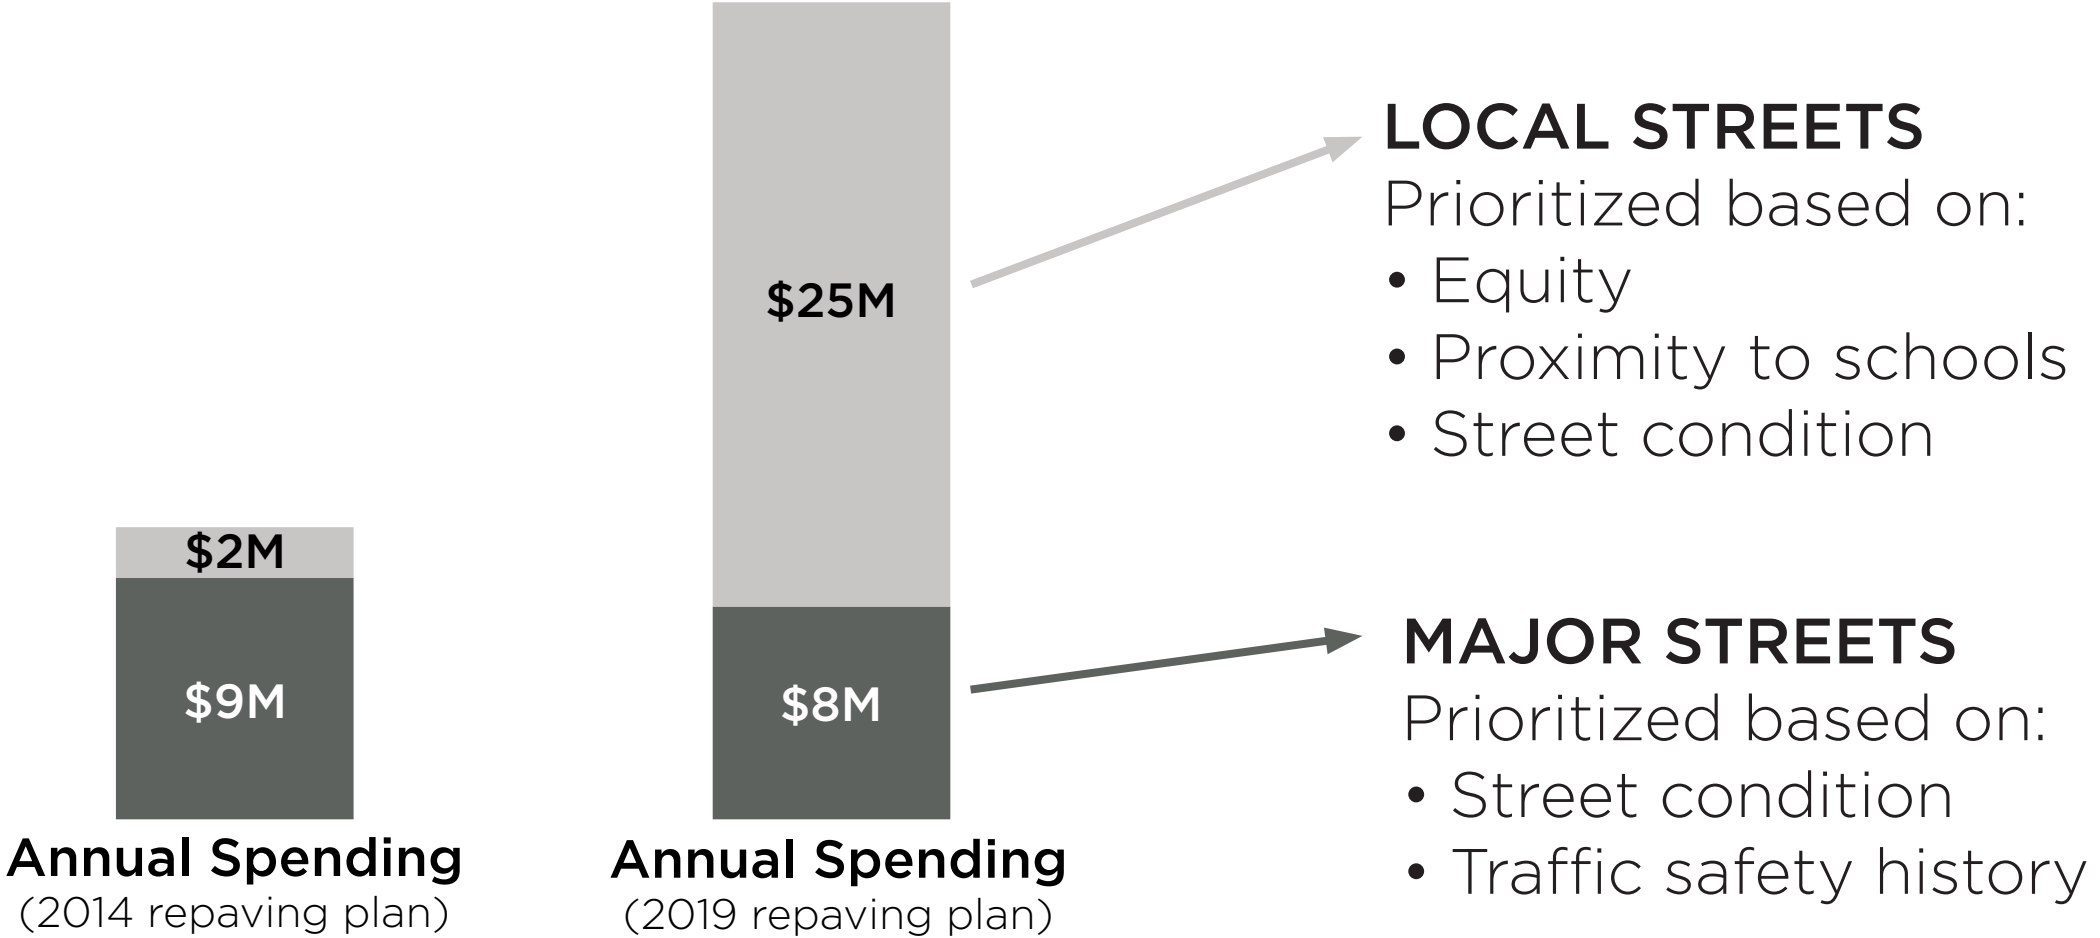 $2M
$9M
Annual Spending
(2014 repaving plan)
$25M
$8M
Annual Spending
(2019 repaving plan)
LOCAL STREETS
Prioritized based on:
• Equity
• Proximity to schools
• Street condition
MAJOR STREETS
Prioritized based on:
• Street condition
• Traffic safety history